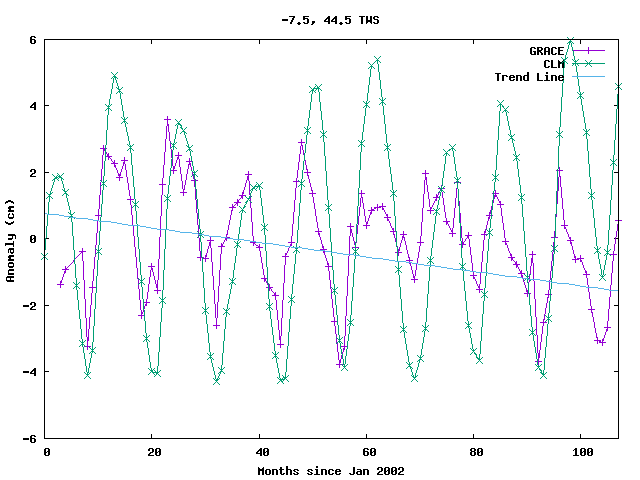 -7.5, 44.5 TWS
GRACE
CLM
Trend Line
6
4
2
0
-2
-4
-6
Anomaly (cm)
0 20 40 60 80 100
Months since Jan 2002